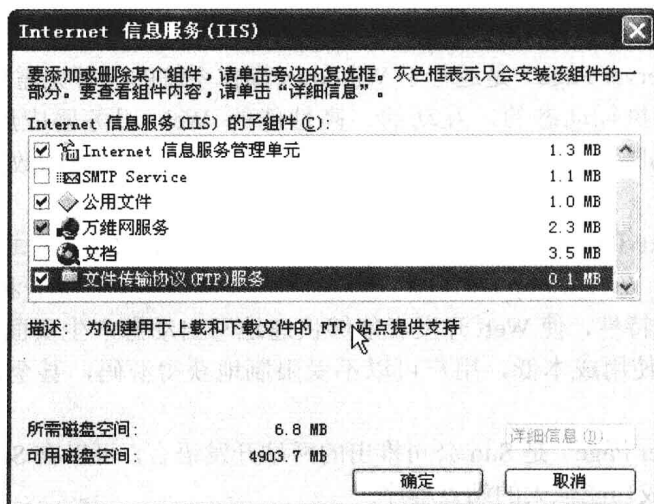 Internet 信息服务(IIS)
要添加或删除某个组件，请单击旁边的复选框。灰色框表示只会安装该组件的一
部分。要查看组件内容，请单击“详细信息”。
Internet 信息服务(IIS) 的子组件(C):
Internet 信息服务管理单元 1.3 MB
SMTP Service 1.1 MB
公用文件 1.0 MB
万维网服务 2.3 MB
文档 3.5 MB
文件传输协议(FTP)服务 0.1 MB
描述: 为创建用于上载和下载文件的 FTP 站点提供支持
所需磁盘空间: 6.8 MB
可用磁盘空间: 4903.7 MB
详细信息(D)...
确定 取消